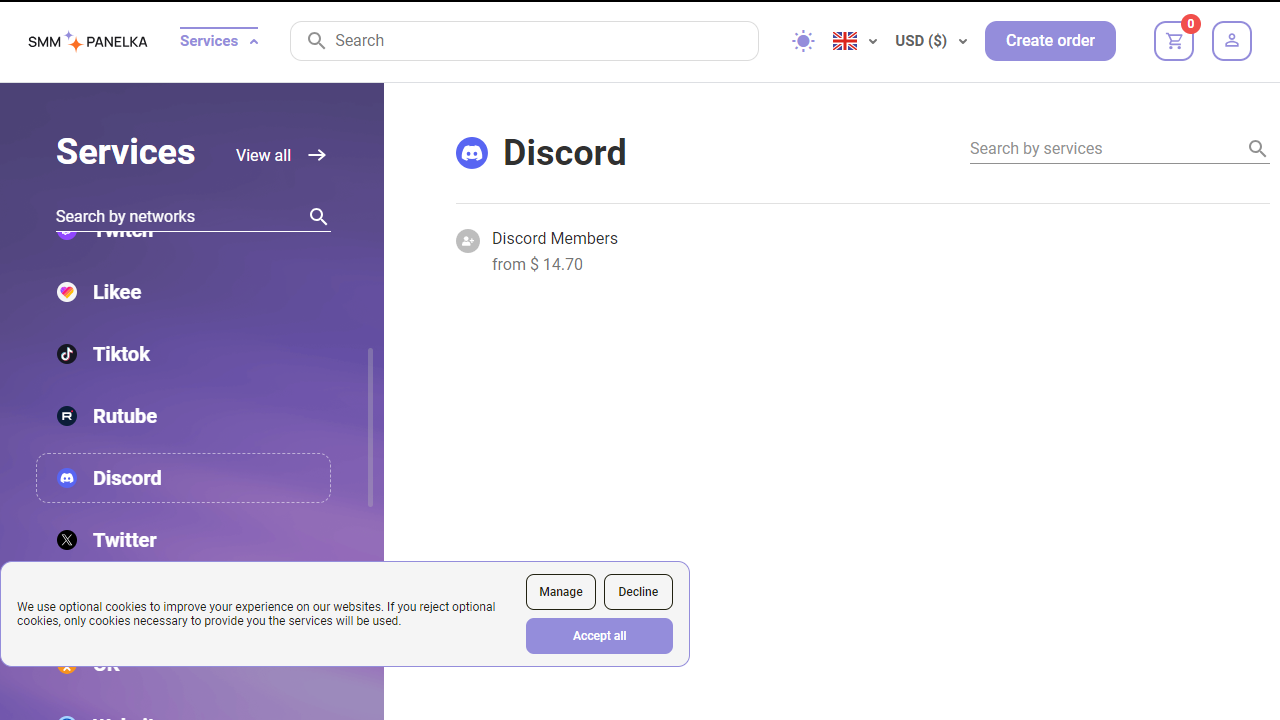 SMM PANELKA
Services
Search
USD ($)
Create order
0
Services
View all
Search by networks
Twitch
Likee
Tiktok
Rutube
Discord
Twitter
Discord
Search by services
Discord Members
from $ 14.70
We use optional cookies to improve your experience on our websites. If you reject optional
cookies, only cookies necessary to provide you the services will be used.
Manage
Decline
Accept all